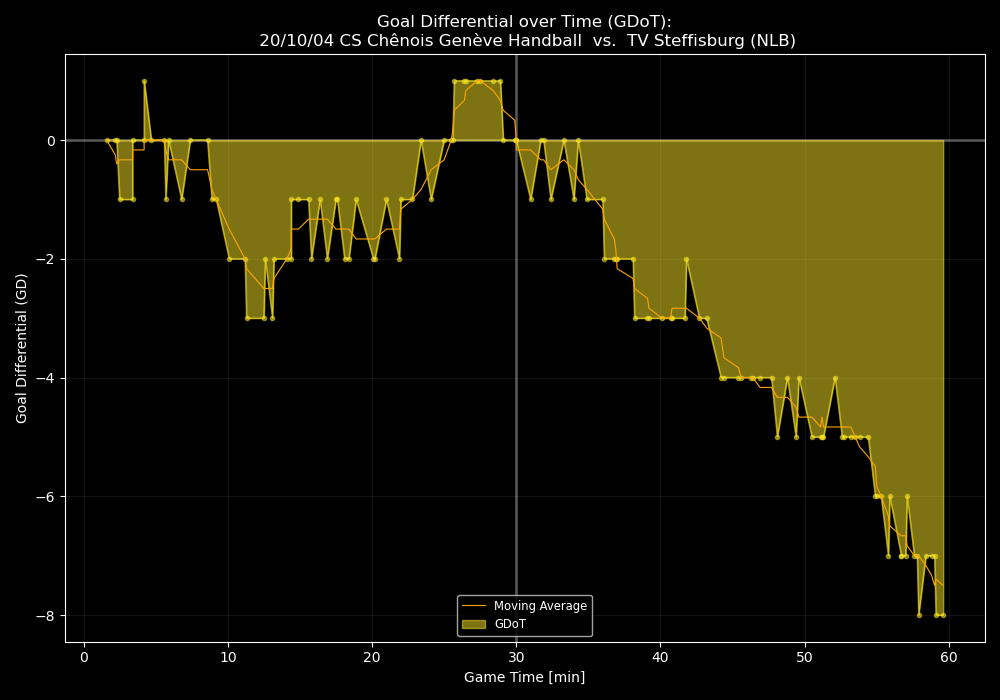 Goal Differential over Time (GDoT):
20/10/04 CS Chênois Genève Handball  vs.  TV Steffisburg (NLB)
Goal Differential (GD)
0
−2
−4
−6
−8
Moving Average
GDoT
0 10 20 30 40 50 60
Game Time [min]